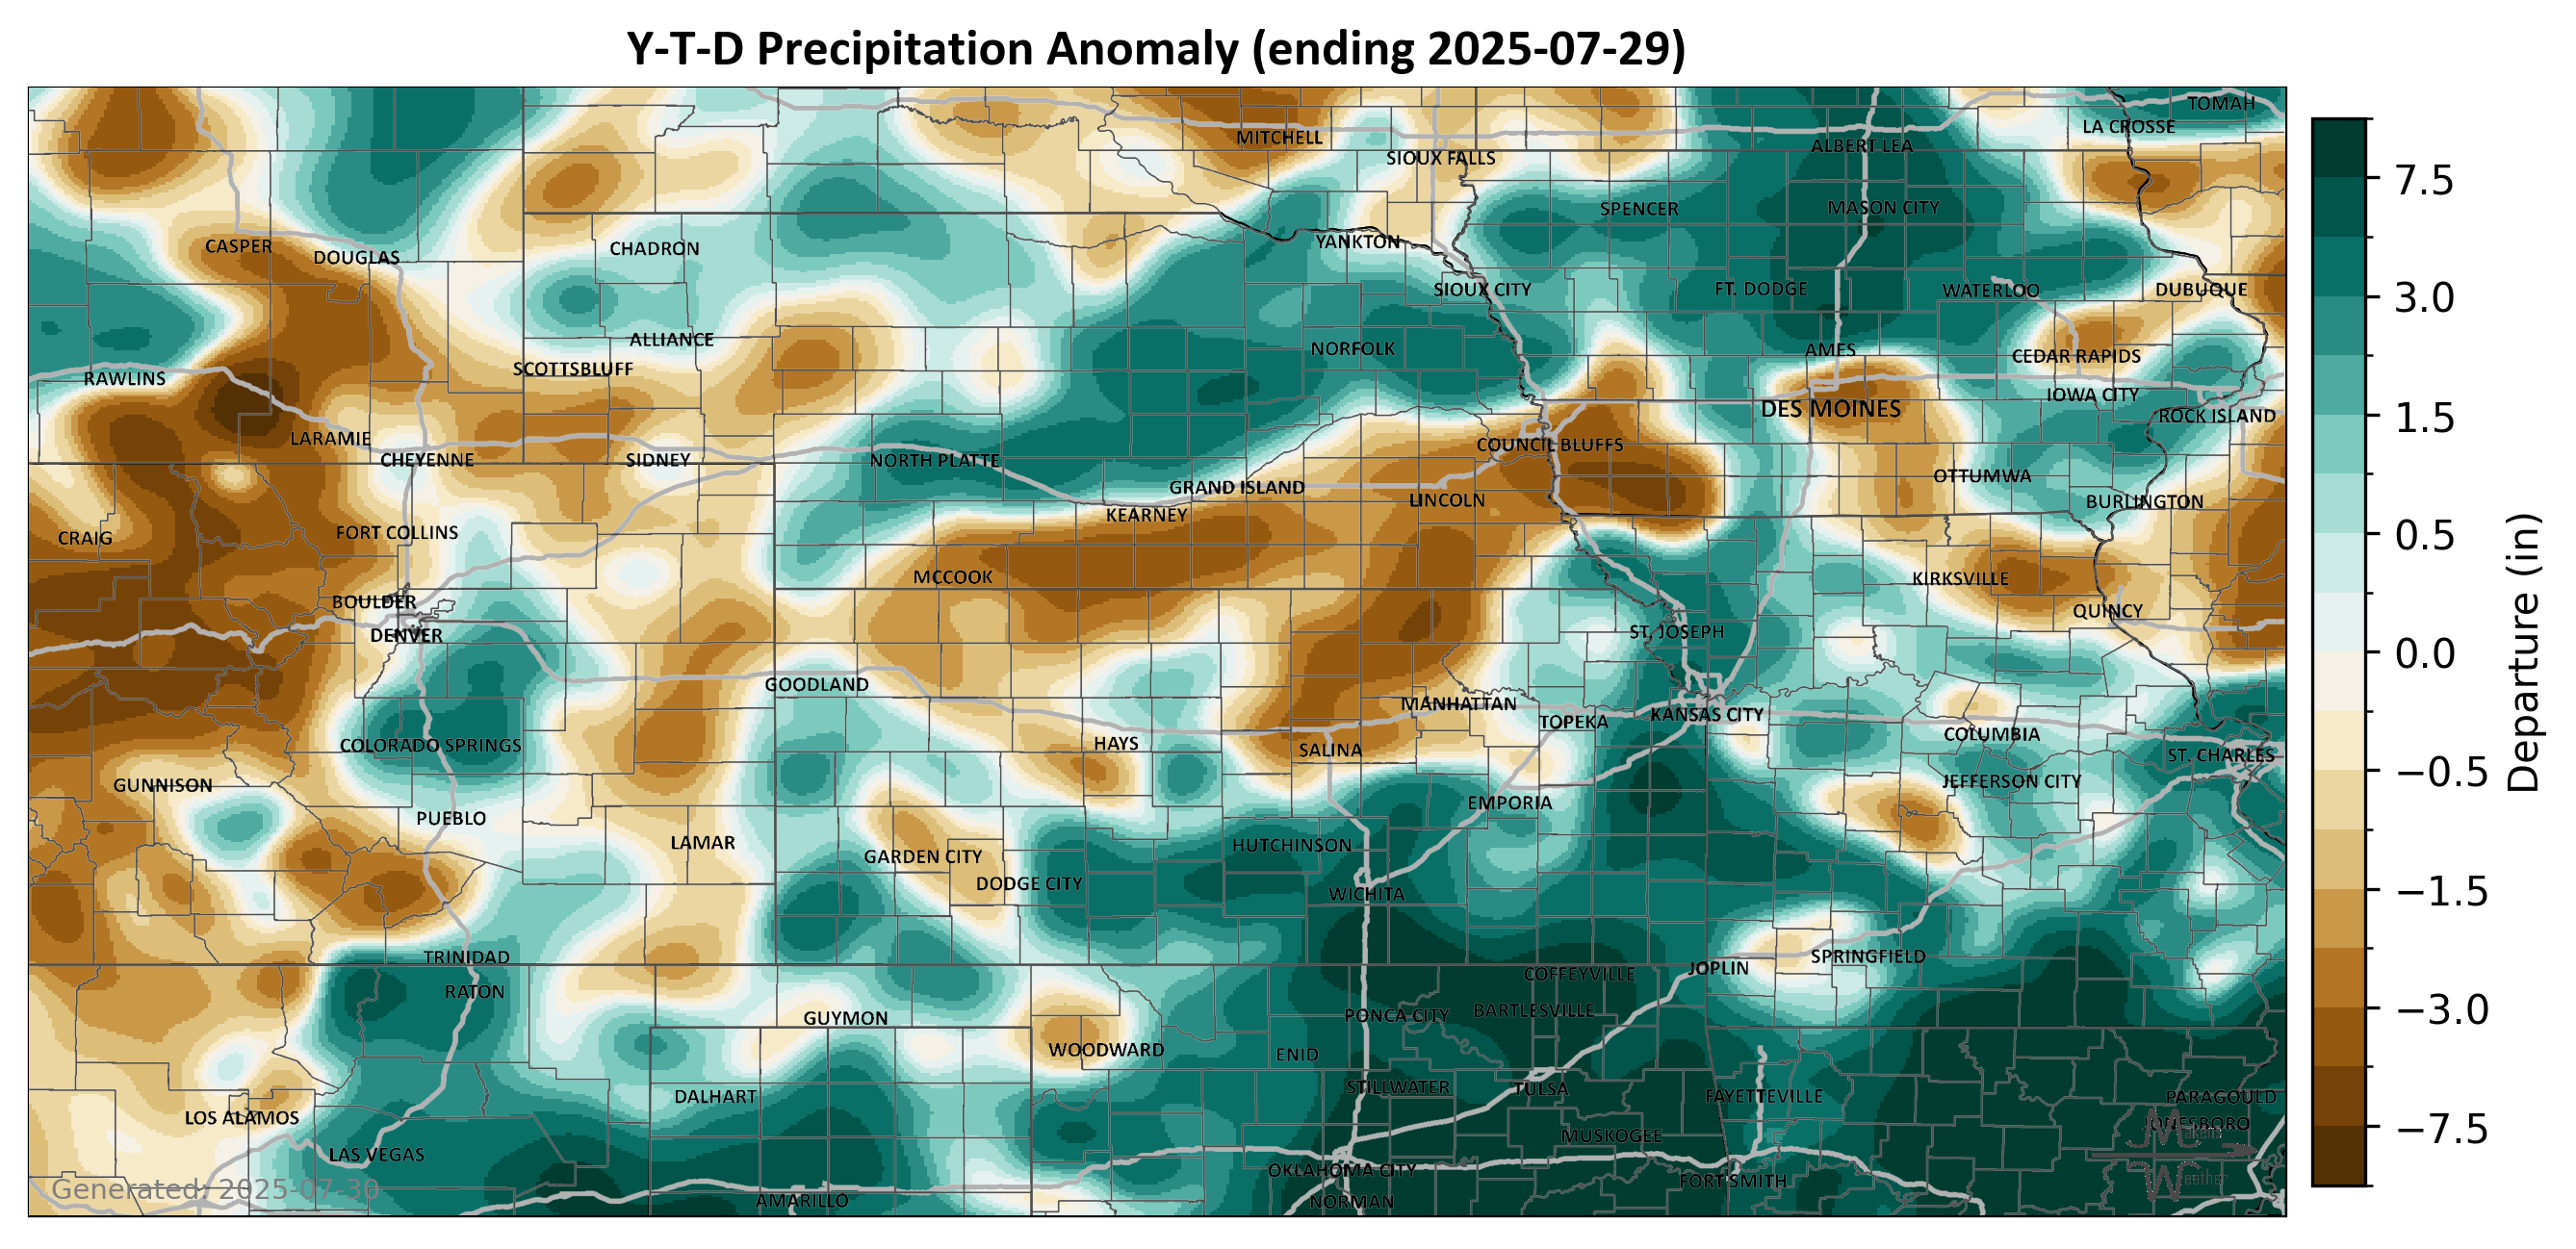 Y-T-D Precipitation Anomaly (ending 2025-07-29)
TOMAH
LA CROSSE
MITCHELL
ALBERT LEA
SIOUX FALLS
SPENCER
MASON CITY
YANKTON
CASPER
DOUGLAS
CHADRON
SIOUX CITY
FT. DODGE
WATERLOO
DUBUQUE
ALLIANCE
NORFOLK
AMES
CEDAR RAPIDS
SCOTTSBLUFF
RAWLINS
IOWA CITY
DES MOINES
ROCK ISLAND
LARAMIE
COUNCIL BLUFFS
CHEYENNE
SIDNEY
NORTH PLATTE
OTTUMWA
GRAND ISLAND
LINCOLN
BURLINGTON
KEARNEY
CRAIG
FORT COLLINS
MCCOOK
KIRKSVILLE
BOULDER
QUINCY
DENVER
ST. JOSEPH
GOODLAND
MANHATTAN
TOPEKA
KANSAS CITY
COLUMBIA
COLORADO SPRINGS
HAYS
SALINA
ST. CHARLES
GUNNISON
JEFFERSON CITY
EMPORIA
PUEBLO
LAMAR
HUTCHINSON
GARDEN CITY
DODGE CITY
WICHITA
TRINIDAD
SPRINGFIELD
JOPLIN
COFFEYVILLE
RATON
BARTLESVILLE
PONCA CITY
GUYMON
WOODWARD
ENID
STILLWATER
TULSA
DALHART
FAYETTEVILLE
PARAGOULD
LOS ALAMOS
JONESBORO
MUSKOGEE
LAS VEGAS
OKLAHOMA CITY
FORT SMITH
AMARILLO
NORMAN
Generated: 2025-07-30
Weather
7.5
3.0
1.5
0.5
0.0
−0.5
−1.5
−3.0
−7.5
Departure (in)